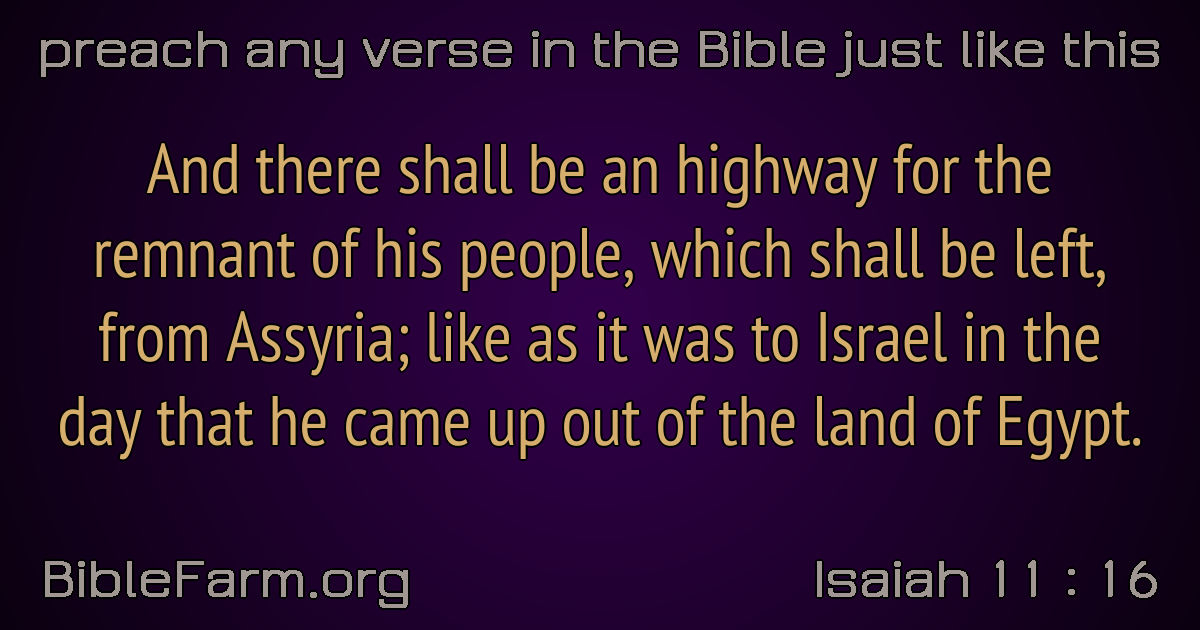 preach any verse in the Bible just like this
And there shall be an highway for the
remnant of his people, which shall be left,
from Assyria; like as it was to Israel in the
day that he came up out of the land of Egypt.
BibleFarm.org
Isaiah 11 : 16